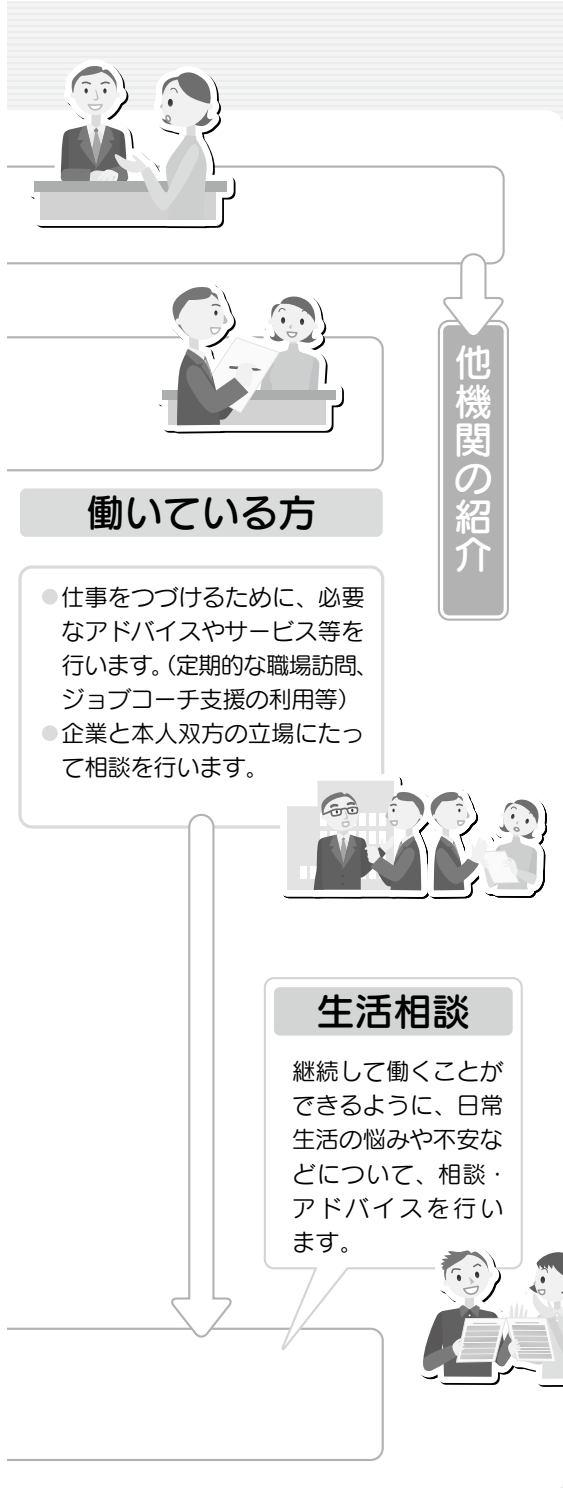 他機関の紹介
働いている方
●仕事をつづけるために、必要
なアドバイスやサービス等を
行います。（定期的な職場訪問、
ジョブコーチ支援の利用等）
●企業と本人双方の立場にたっ
て相談を行います。
生活相談
継続して働くことが
できるように、日常
生活の悩みや不安な
どについて、相談・
アドバイスを行い
ます。